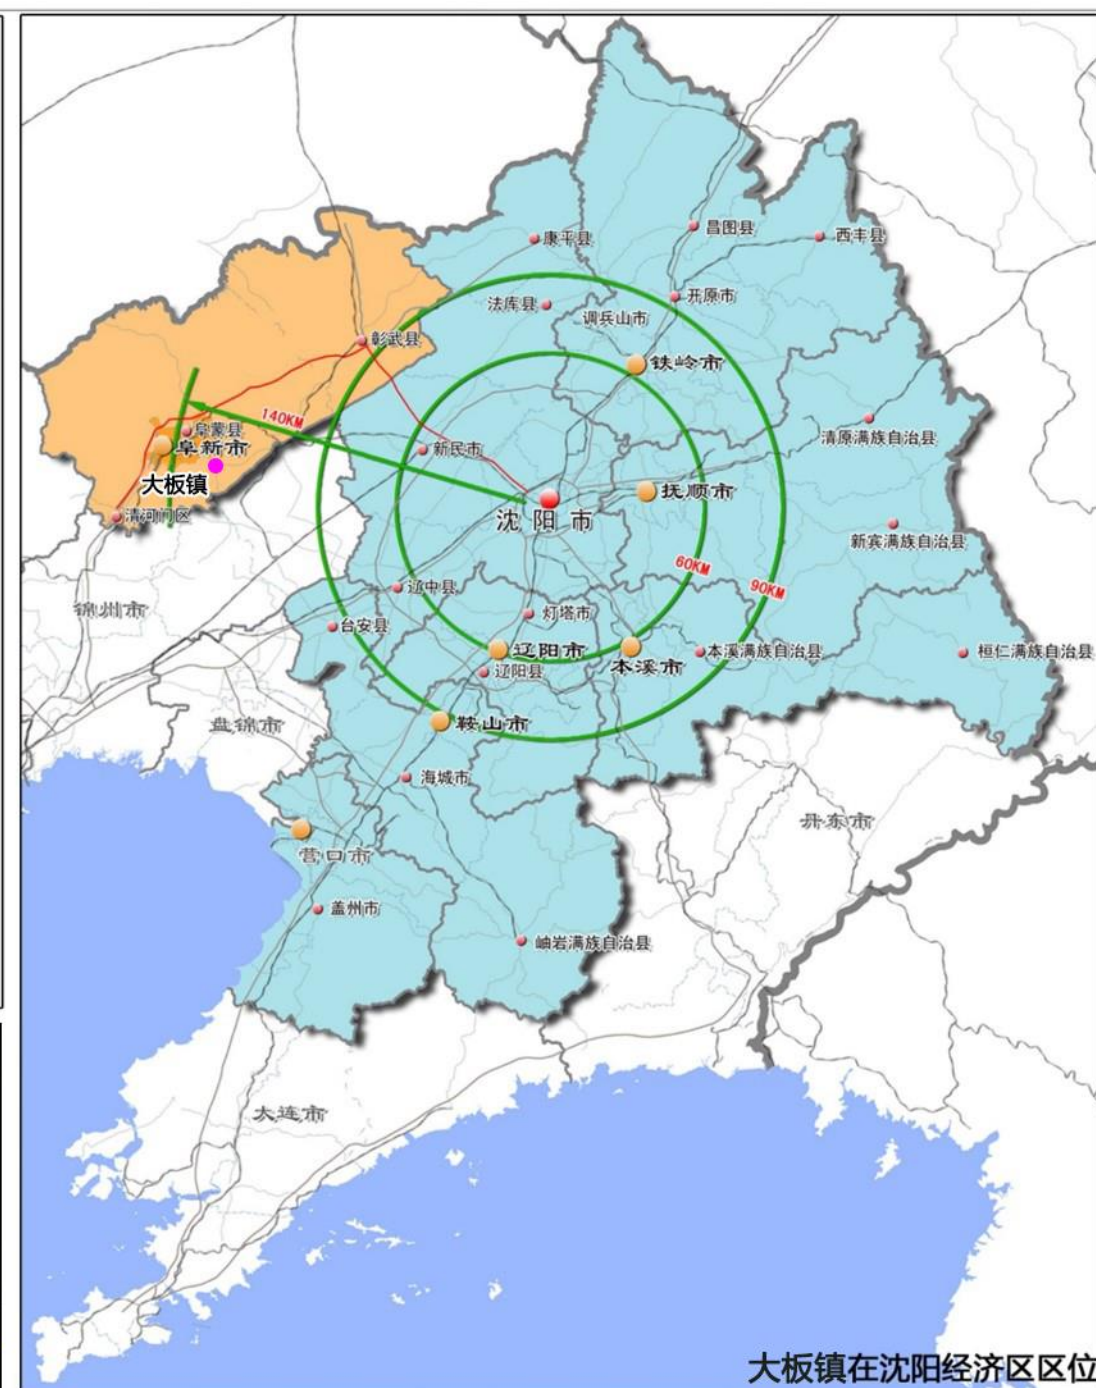 康平县
昌图县
西丰县
法库县
开原市
调兵山市
彰武县
铁岭市
140KM
阜蒙县
阜新市
清原满族自治县
新民市
大板镇
抚顺市
清河门区
沈阳市
新宾满族自治县
60KM
90KM
辽中县
锦州市
灯塔市
台安县
辽阳市
本溪满族自治县
桓仁满族自治县
本溪市
辽阳县
盘锦市
鞍山市
海城市
丹东市
营口市
盖州市
岫岩满族自治县
大连市
大板镇在沈阳经济区区位